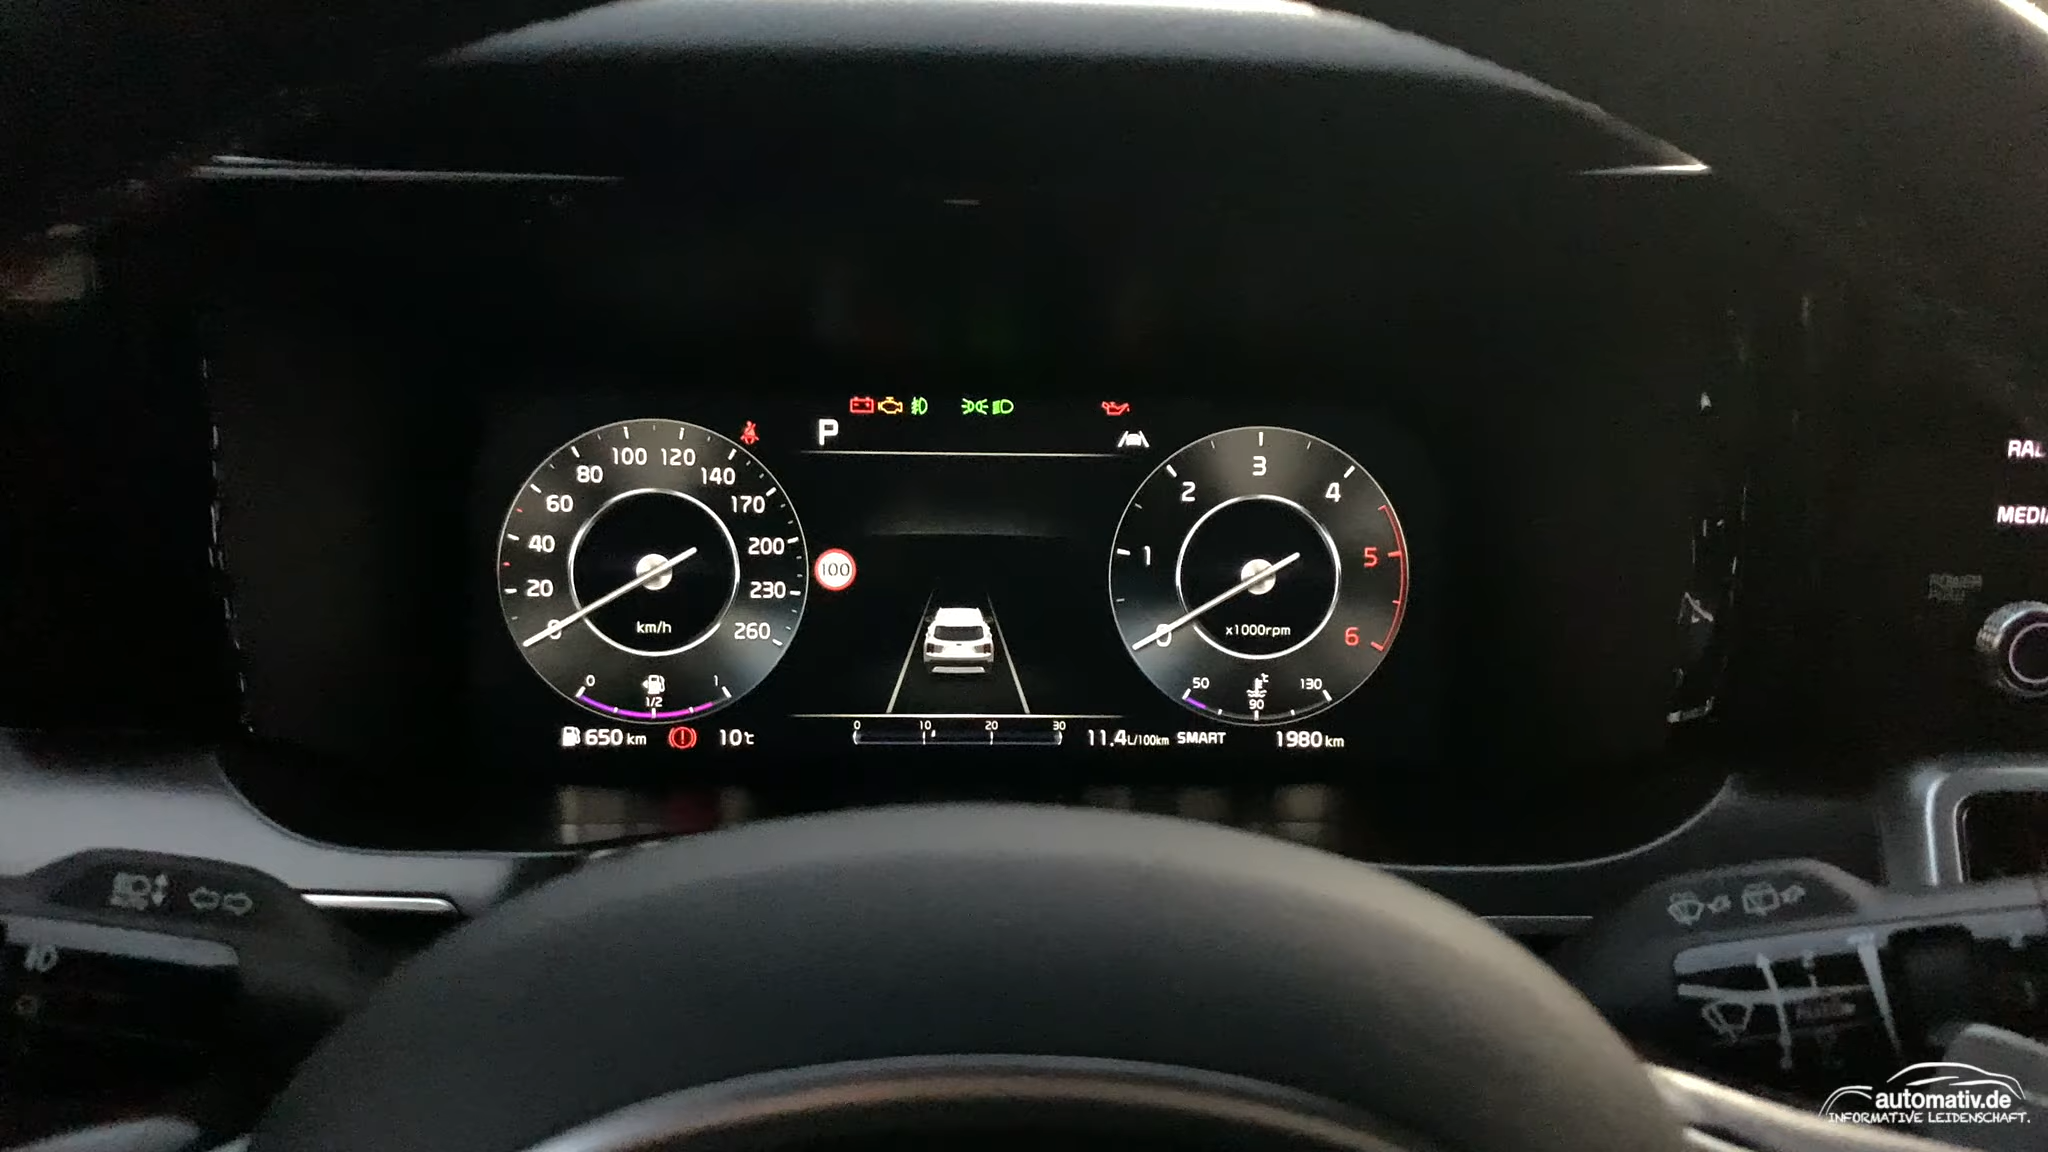 P
100 120
80 140
60 170
40 200
20 230
0 260
km/h
0 1/2 1
100
3
2 4
1 5
0 6
x1000rpm
50 90 130
℃
0 10 20 30
650 km
10℃
11.4L/100km SMART
1980 km
MEDIA
automativ.de
INFORMATIVE LEIDENSCHAFT.